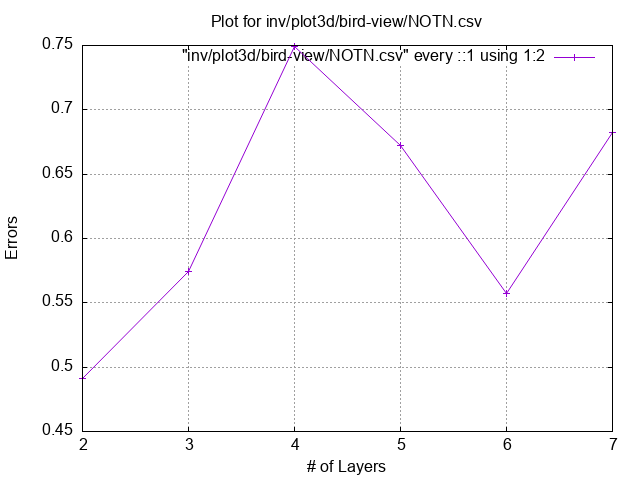 Plot for inv/plot3d/bird-view/NOTN.csv
"inv/plot3d/bird-view/NOTN.csv" every ::1 using 1:2
0.75
0.7
0.65
0.6
0.55
0.5
0.45
Errors
2 3 4 5 6 7
# of Layers